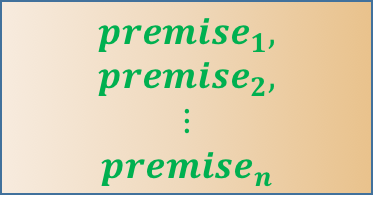 premise₁,
premise₂,
⋮
premiseₙ